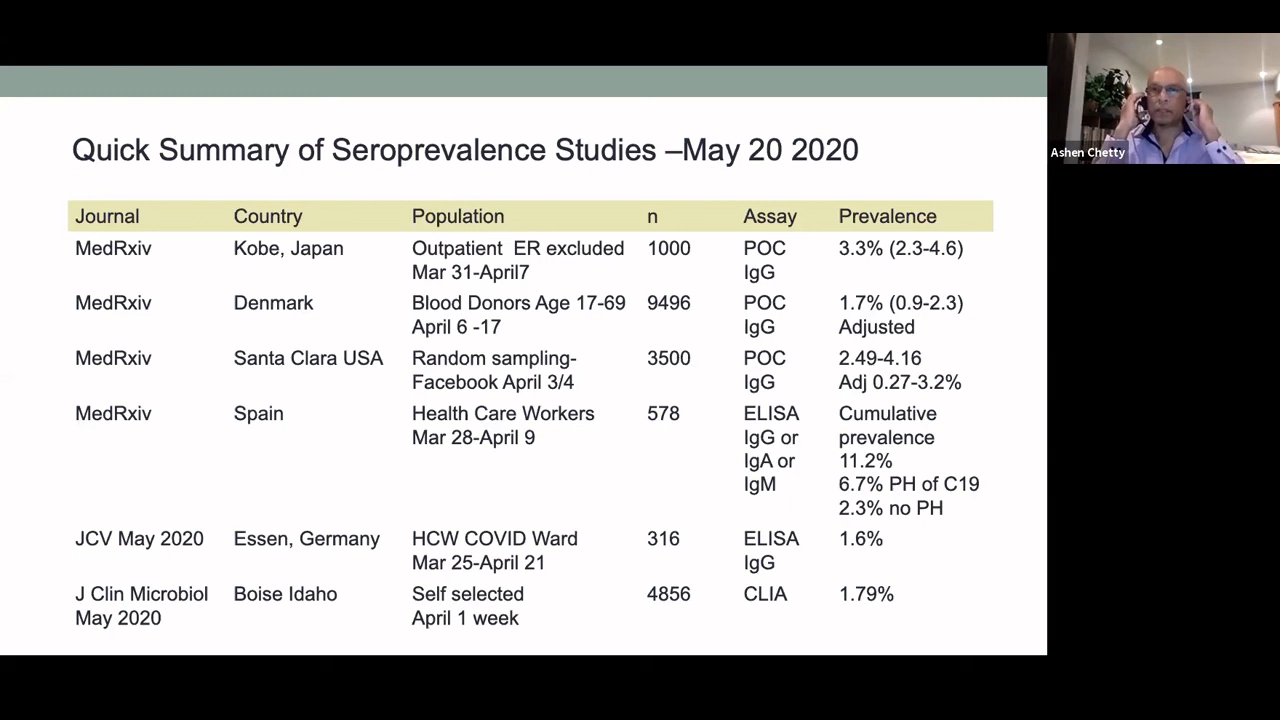 Quick Summary of Seroprevalence Studies –May 20 2020
Journal Country Population n Assay Prevalence
MedRxiv Kobe, Japan Outpatient ER excluded 1000 POC 3.3% (2.3-4.6)
Mar 31-April7 IgG
MedRxiv Denmark Blood Donors Age 17-69 9496 POC 1.7% (0.9-2.3)
April 6 -17 IgG Adjusted
MedRxiv Santa Clara USA Random sampling- 3500 POC 2.49-4.16
Facebook April 3/4 IgG Adj 0.27-3.2%
MedRxiv Spain Health Care Workers 578 ELISA Cumulative
Mar 28-April 9 IgG or prevalence
IgA or 11.2%
IgM 6.7% PH of C19
2.3% no PH
JCV May 2020 Essen, Germany HCW COVID Ward 316 ELISA 1.6%
Mar 25-April 21 IgG
J Clin Microbiol Boise Idaho Self selected 4856 CLIA 1.79%
May 2020 April 1 week
Ashen Chetty